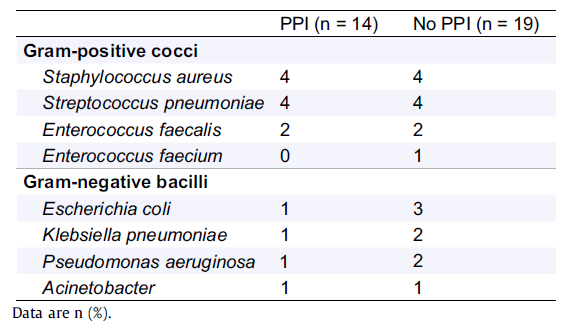 PPI (n = 14) No PPI (n = 19)
Gram-positive cocci
Staphylococcus aureus 4 4
Streptococcus pneumoniae 4 4
Enterococcus faecalis 2 2
Enterococcus faecium 0 1
Gram-negative bacilli
Escherichia coli 1 3
Klebsiella pneumoniae 1 2
Pseudomonas aeruginosa 1 2
Acinetobacter 1 1
Data are n (%).